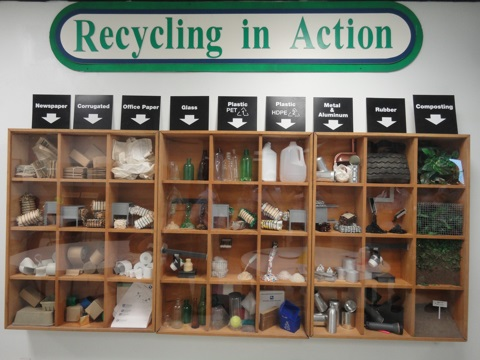 Recycling in Action
Newspaper
Corrugated
Office Paper
Glass
Plastic
PET
Plastic
HDPE
Metal
&
Aluminum
Rubber
Composting